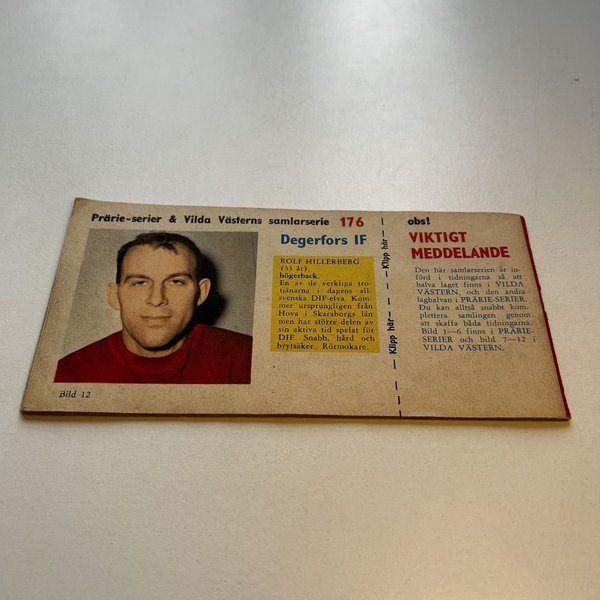 Prärie-serier & Vilda Västerns samlarserie 176
Degerfors IF
ROLF HILLERBERG
(33 år),
högerback.
En av de verkliga tro-
tjänarna i dagens all-
svenska DIF-elva. Kom-
mer ursprungligen från
Hova i Skaraborgs län
men har större delen av
sin aktiva tid spelat för
DIF. Snabb, hård och
brytsäker. Rörmokare.
Bild 12
Klipp här
Klipp här
obs!
VIKTIGT
MEDDELANDE
Den här samlarserien är in-
förd i tidningarna så att
halva laget finns i VILDA
VÄSTERN, och den andra
laghalvan i PRÄRIE-SERIER.
Du kan alltså snabbt kom-
plettera samlingen genom
att skaffa båda tidningarna.
Bild 1—6 finns i PRÄRIE-
SERIER och bild 7—12 i
VILDA VÄSTERN.